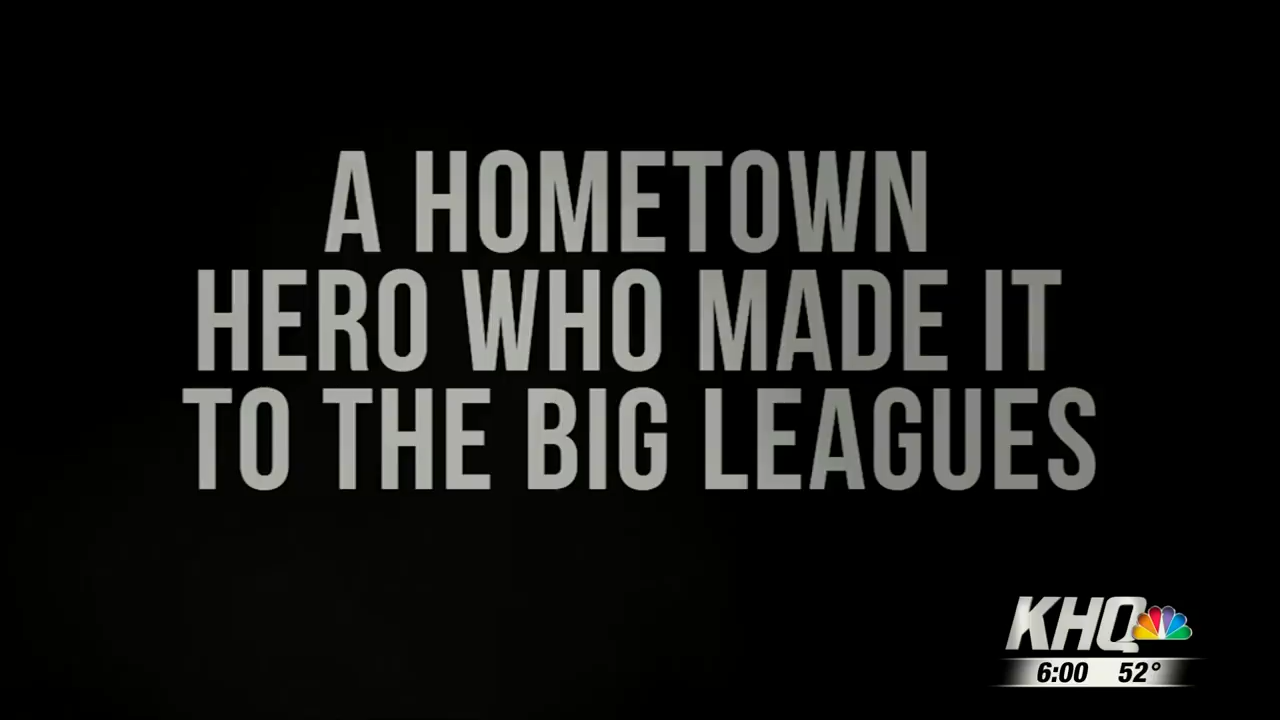 A HOMETOWN
HERO WHO MADE IT
TO THE BIG LEAGUES
KHQ
6:00 52°